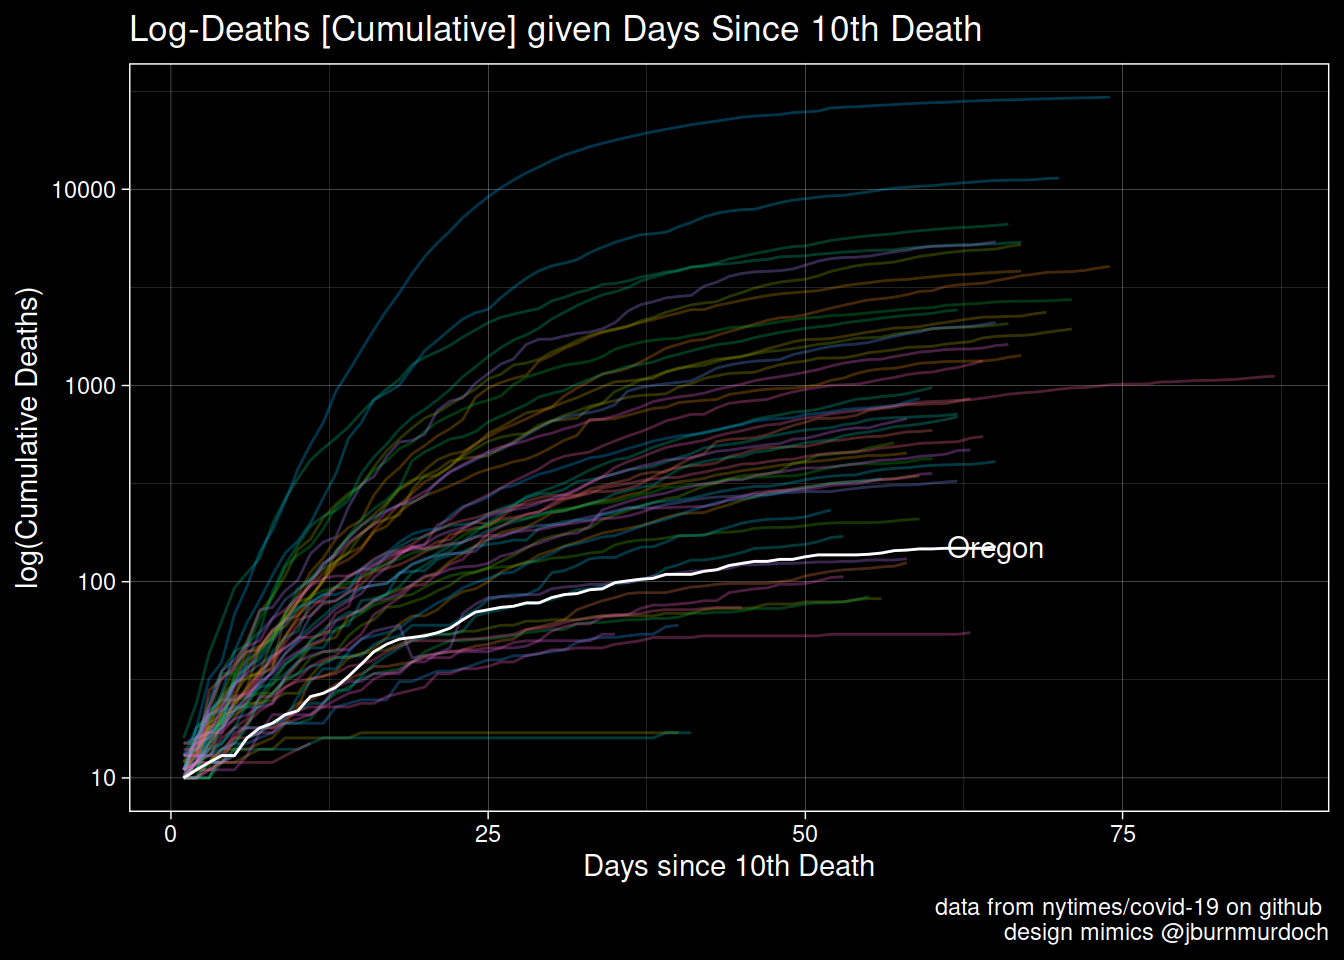 Log-Deaths [Cumulative] given Days Since 10th Death
log(Cumulative Deaths)
10000
1000
100
10
Oregon
0 25 50 75
Days since 10th Death
data from nytimes/covid-19 on github
design mimics @jburnmurdoch